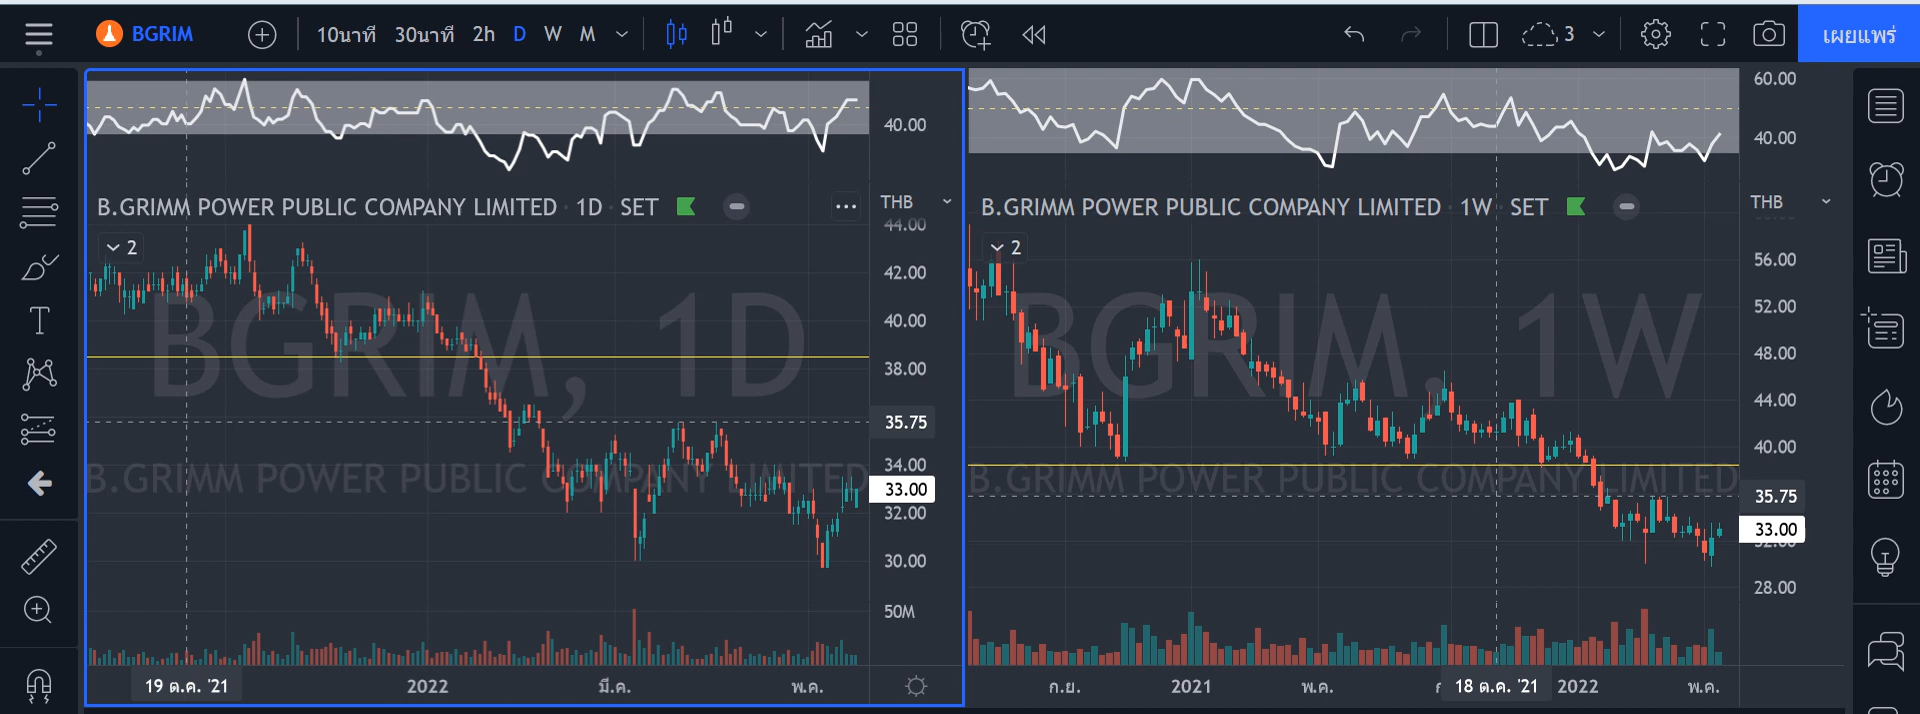 BGRIM 10นาที 30นาที 2h D W M 3 เผยแพร่
40.00
B.GRIMM POWER PUBLIC COMPANY LIMITED · 1D · SET THB
2
44.00
42.00
40.00
38.00
35.75
34.00
33.00
32.00
30.00
50M
BGRIM, 1D
B.GRIMM POWER PUBLIC COMPANY LIMITED
19 ต.ค. '21 2022 มี.ค. พ.ค.
60.00
40.00
B.GRIMM POWER PUBLIC COMPANY LIMITED · 1W · SET THB
2
56.00
52.00
48.00
44.00
40.00
35.75
33.00
32.00
28.00
BGRIM, 1W
B.GRIMM POWER PUBLIC COMPANY LIMITED
ก.ย. 2021 พ.ค. 18 ต.ค. '21 2022 พ.ค.